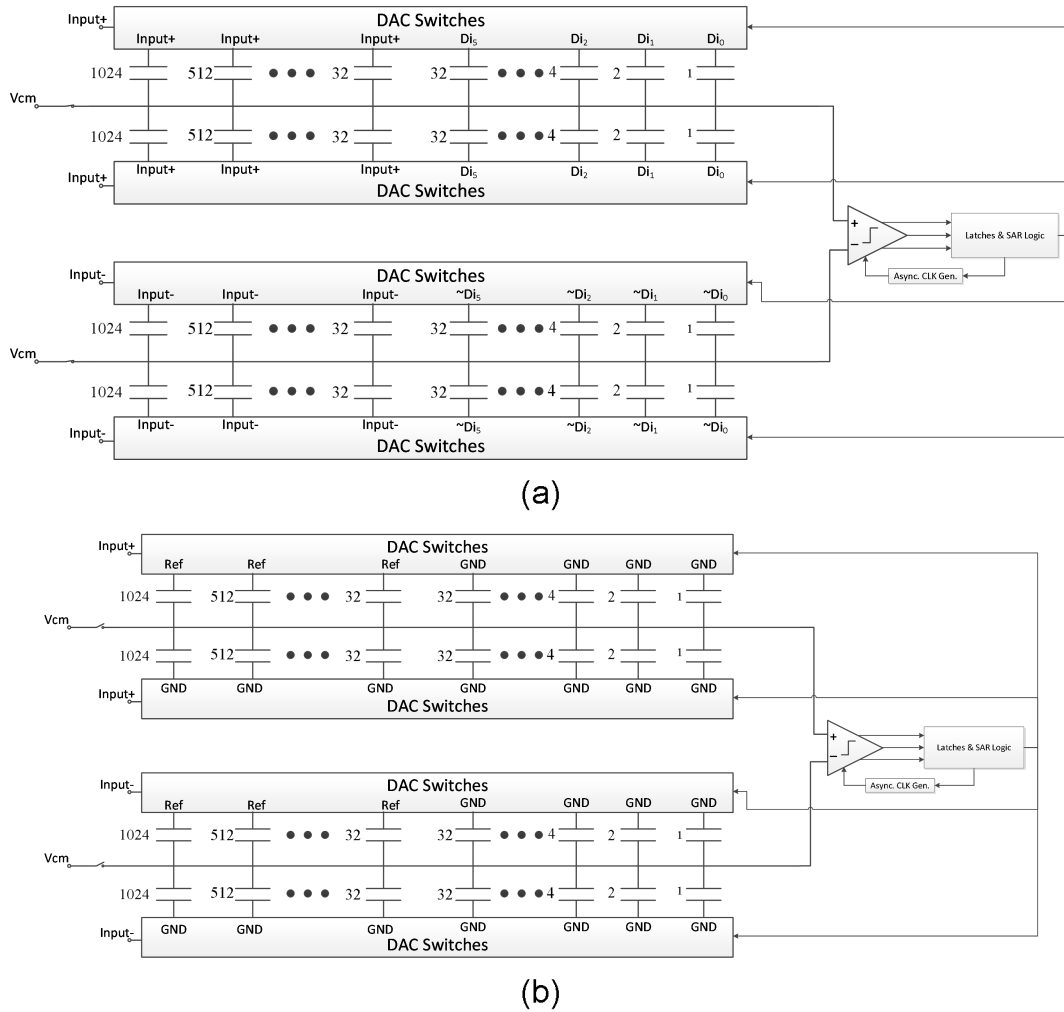 DAC Switches
Input+
Input+ Input+ Input+ Di5 Di2 Di1 Di0
1024 512 32 32 4 2 1
Vcm
1024 512 32 32 4 2 1
Input+ Input+ Input+ Di5 Di2 Di1 Di0
Input+
DAC Switches
+
−
Latches & SAR Logic
Async. CLK Gen.
DAC Switches
Input-
Input- Input- Input- ~Di5 ~Di2 ~Di1 ~Di0
1024 512 32 32 4 2 1
Vcm
1024 512 32 32 4 2 1
Input- Input- Input- ~Di5 ~Di2 ~Di1 ~Di0
Input-
DAC Switches
(a)
DAC Switches
Input+
Ref Ref Ref GND GND GND GND
1024 512 32 32 4 2 1
Vcm
1024 512 32 32 4 2 1
GND GND GND GND GND GND GND
Input+
DAC Switches
+
−
Latches & SAR Logic
Async. CLK Gen.
DAC Switches
Input-
Ref Ref Ref GND GND GND GND
1024 512 32 32 4 2 1
Vcm
1024 512 32 32 4 2 1
GND GND GND GND GND GND GND
Input-
DAC Switches
(b)